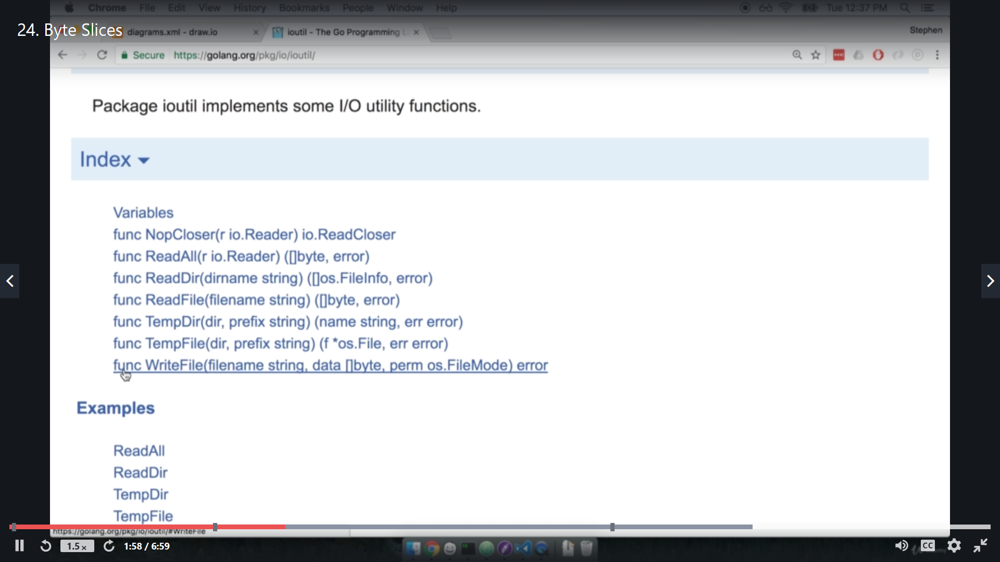 Chrome File Edit View History Bookmarks People Window Help Tue 12:37 PM
24. Byte Slices
diagrams.xml - draw.io
ioutil - The Go Programming L
Stephen
Secure https://golang.org/pkg/io/ioutil/
Package ioutil implements some I/O utility functions.
Index
Variables
func NopCloser(r io.Reader) io.ReadCloser
func ReadAll(r io.Reader) ([]byte, error)
func ReadDir(dirname string) ([]os.FileInfo, error)
func ReadFile(filename string) ([]byte, error)
func TempDir(dir, prefix string) (name string, err error)
func TempFile(dir, prefix string) (f *os.File, err error)
func WriteFile(filename string, data []byte, perm os.FileMode) error
Examples
ReadAll
ReadDir
TempDir
TempFile
https://golang.org/pkg/io/ioutil/#WriteFile
1.5x 1:58 / 6:59 CC